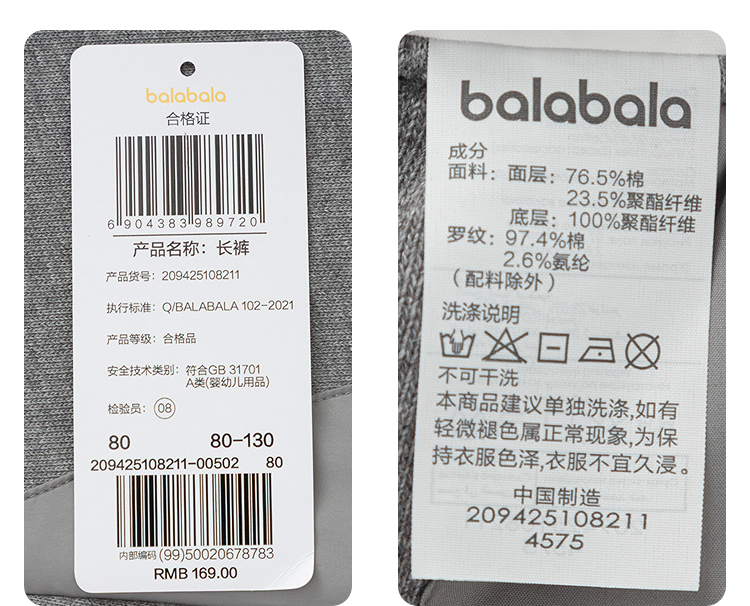 balabala
合格证
6 904383 989720
产品名称：长裤
产品货号：209425108211
执行标准：Q/BALABALA 102-2021
产品等级：合格品
安全技术类别：符合GB 31701
A类(婴幼儿用品)
检验员：08
80 80-130
209425108211-00502 80
内部编码 (99)50020678783
RMB 169.00
balabala
成分
面料：面层：76.5%棉
23.5%聚酯纤维
底层：100%聚酯纤维
罗纹：97.4%棉
2.6%氨纶
（配料除外）
洗涤说明
不可干洗
本商品建议单独洗涤,如有
轻微褪色属正常现象,为保
持衣服色泽,衣服不宜久浸。
中国制造
209425108211
4575